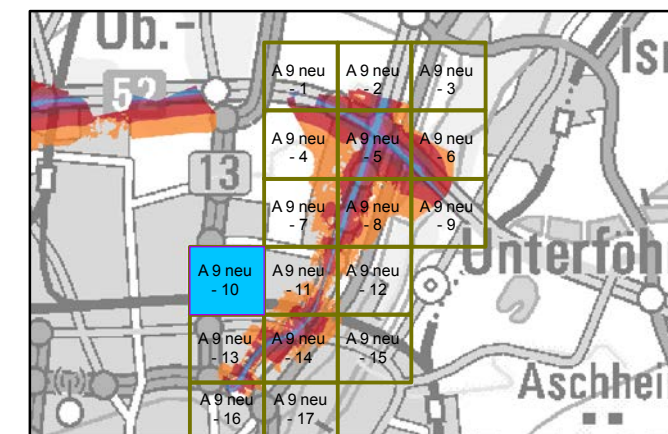 Ob.-
Is
52
A 9 neu - 1
A 9 neu - 2
A 9 neu - 3
13
A 9 neu - 4
A 9 neu - 5
A 9 neu - 6
A 9 neu - 7
A 9 neu - 8
A 9 neu - 9
Unterföh
A 9 neu - 10
A 9 neu - 11
A 9 neu - 12
A 9 neu - 13
A 9 neu - 14
A 9 neu - 15
Aschhei
A 9 neu - 16
A 9 neu - 17